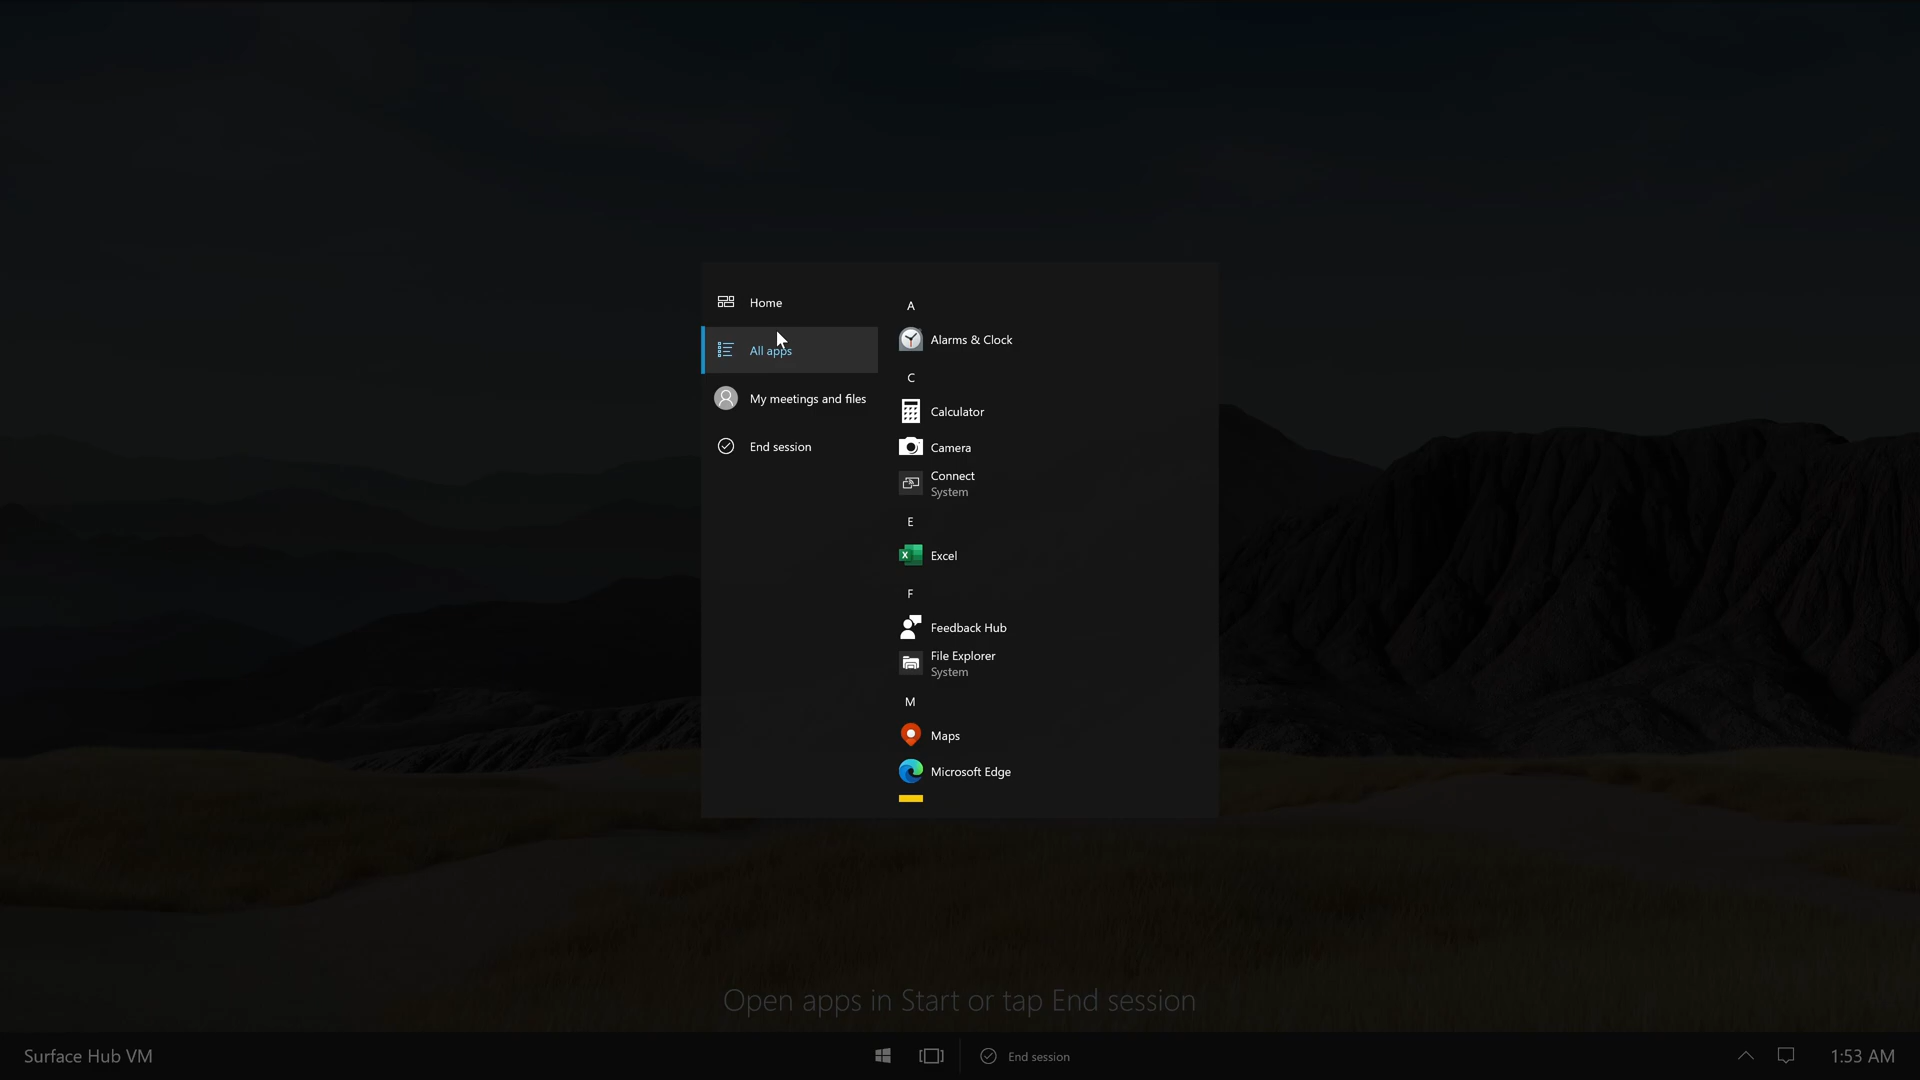 Home
All apps
My meetings and files
End session
A
Alarms & Clock
C
Calculator
Camera
Connect
System
E
Excel
F
Feedback Hub
File Explorer
System
M
Maps
Microsoft Edge
Open apps in Start or tap End session
Surface Hub VM
End session
1:53 AM